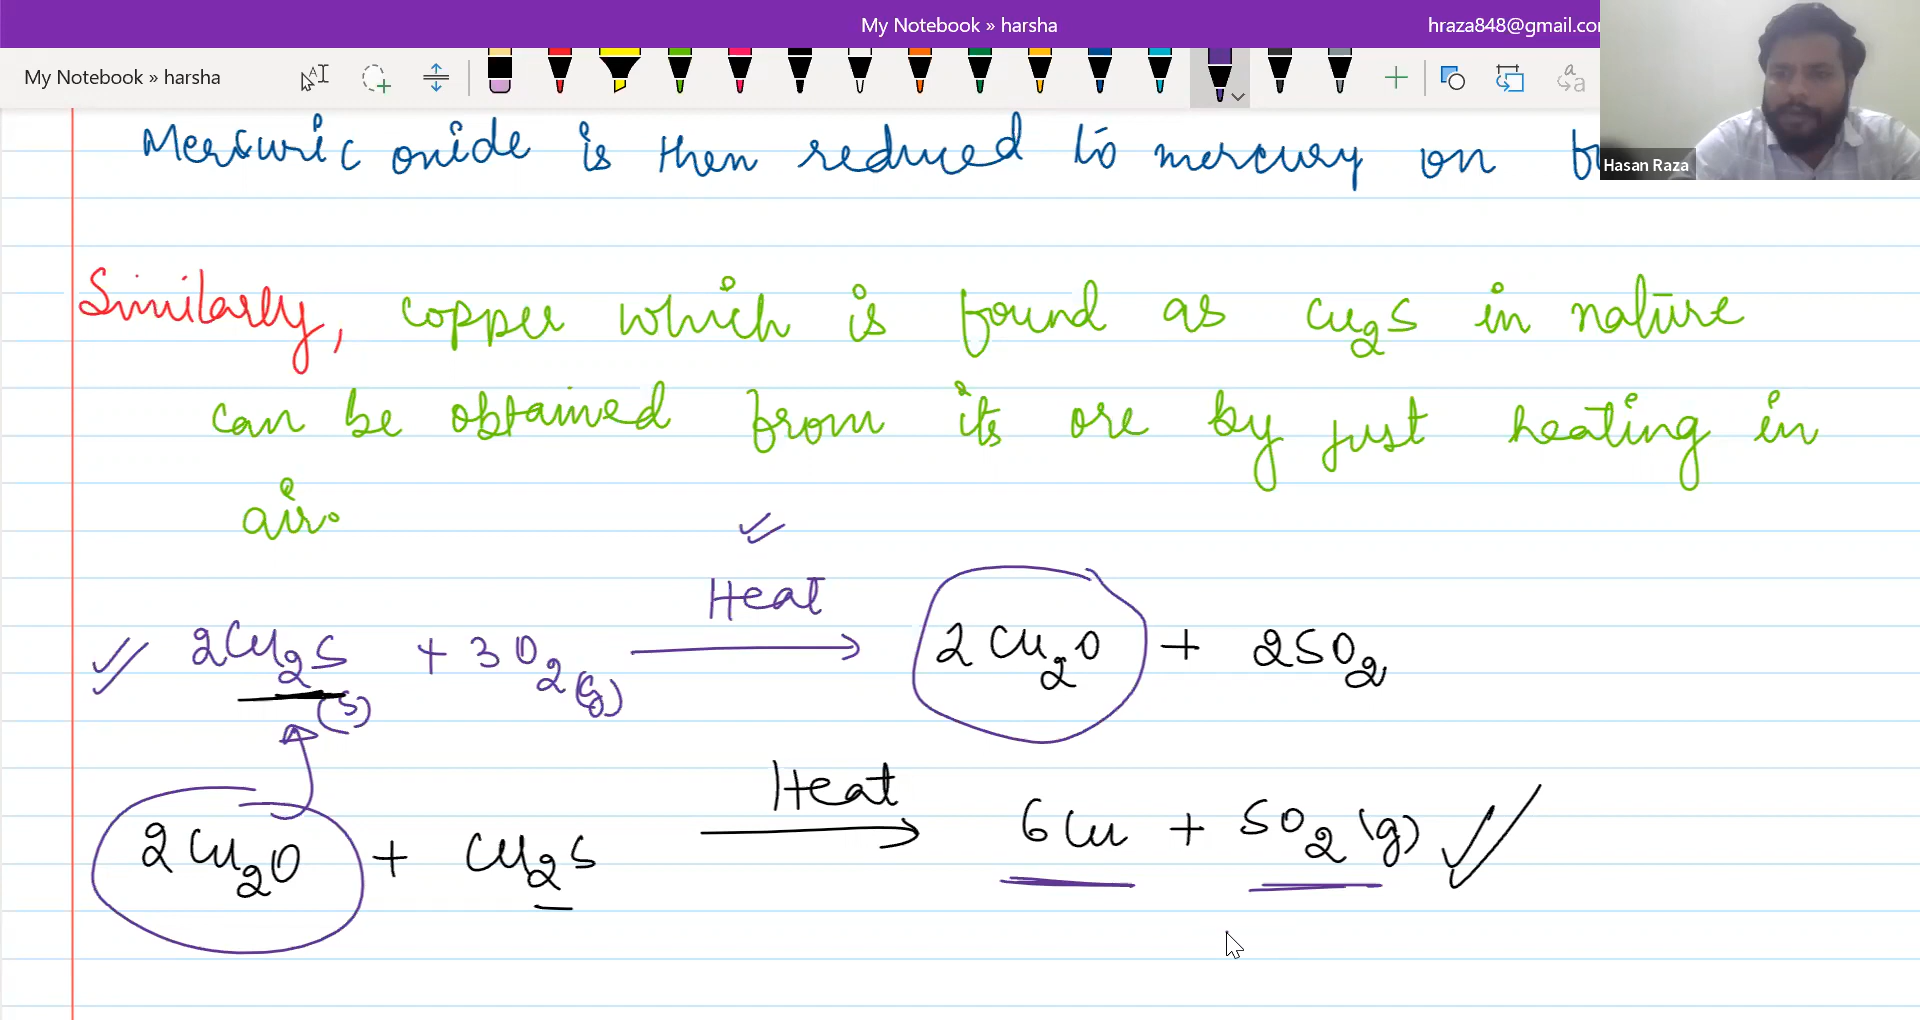 My Notebook » harsha
hraza848@gmail.co
My Notebook » harsha
Hasan Raza
Mercuric oxide is then reduced to mercury on
Similarly, copper which is found as Cu₂S in nature
can be obtained from its ore by just heating in
air.
Heat
2Cu₂S(s) + 3O₂(g) → 2Cu₂O + 2SO₂
Heat
2Cu₂O + Cu₂S → 6Cu + SO₂(g)